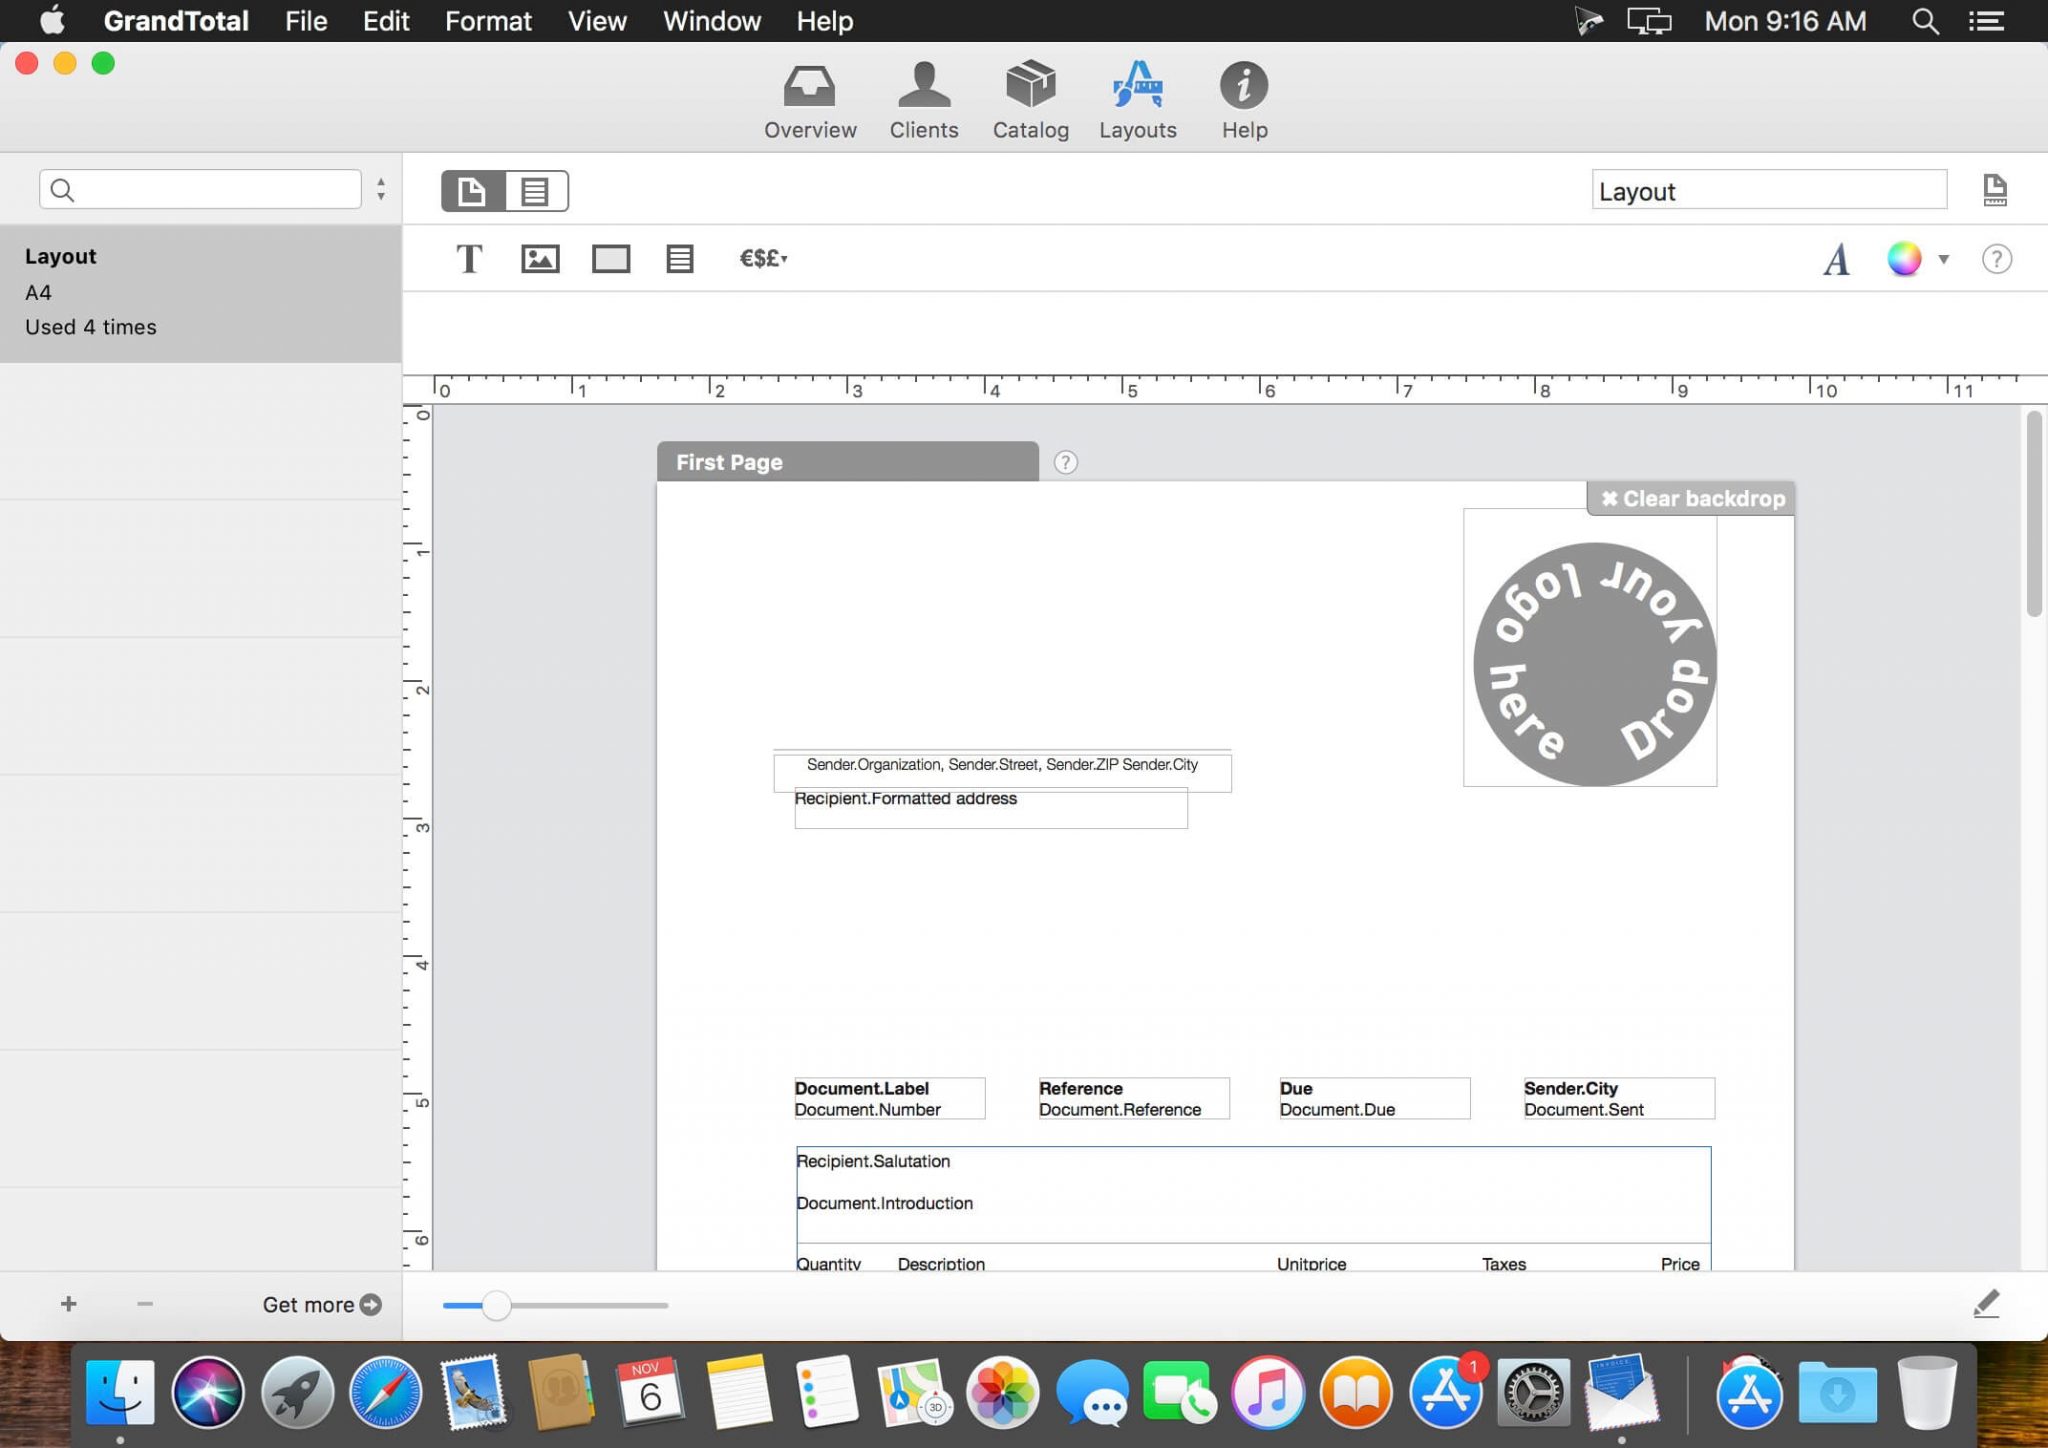 GrandTotal File Edit Format View Window Help Mon 9:16 AM
Overview Clients Catalog Layouts Help
Layout
T €$£ A ?
Layout
A4
Used 4 times
0 1 2 3 4 5 6 7 8 9 10 11
0
1
2
3
4
5
6
First Page ?
✖ Clear backdrop
Drop your logo here
Sender.Organization, Sender.Street, Sender.ZIP Sender.City
Recipient.Formatted address
Document.Label Reference Due Sender.City
Document.Number Document.Reference Document.Due Document.Sent
Recipient.Salutation
Document.Introduction
Quantity Description Unitprice Taxes Price
+ − Get more
NOV
6
3D
1
INVOICE